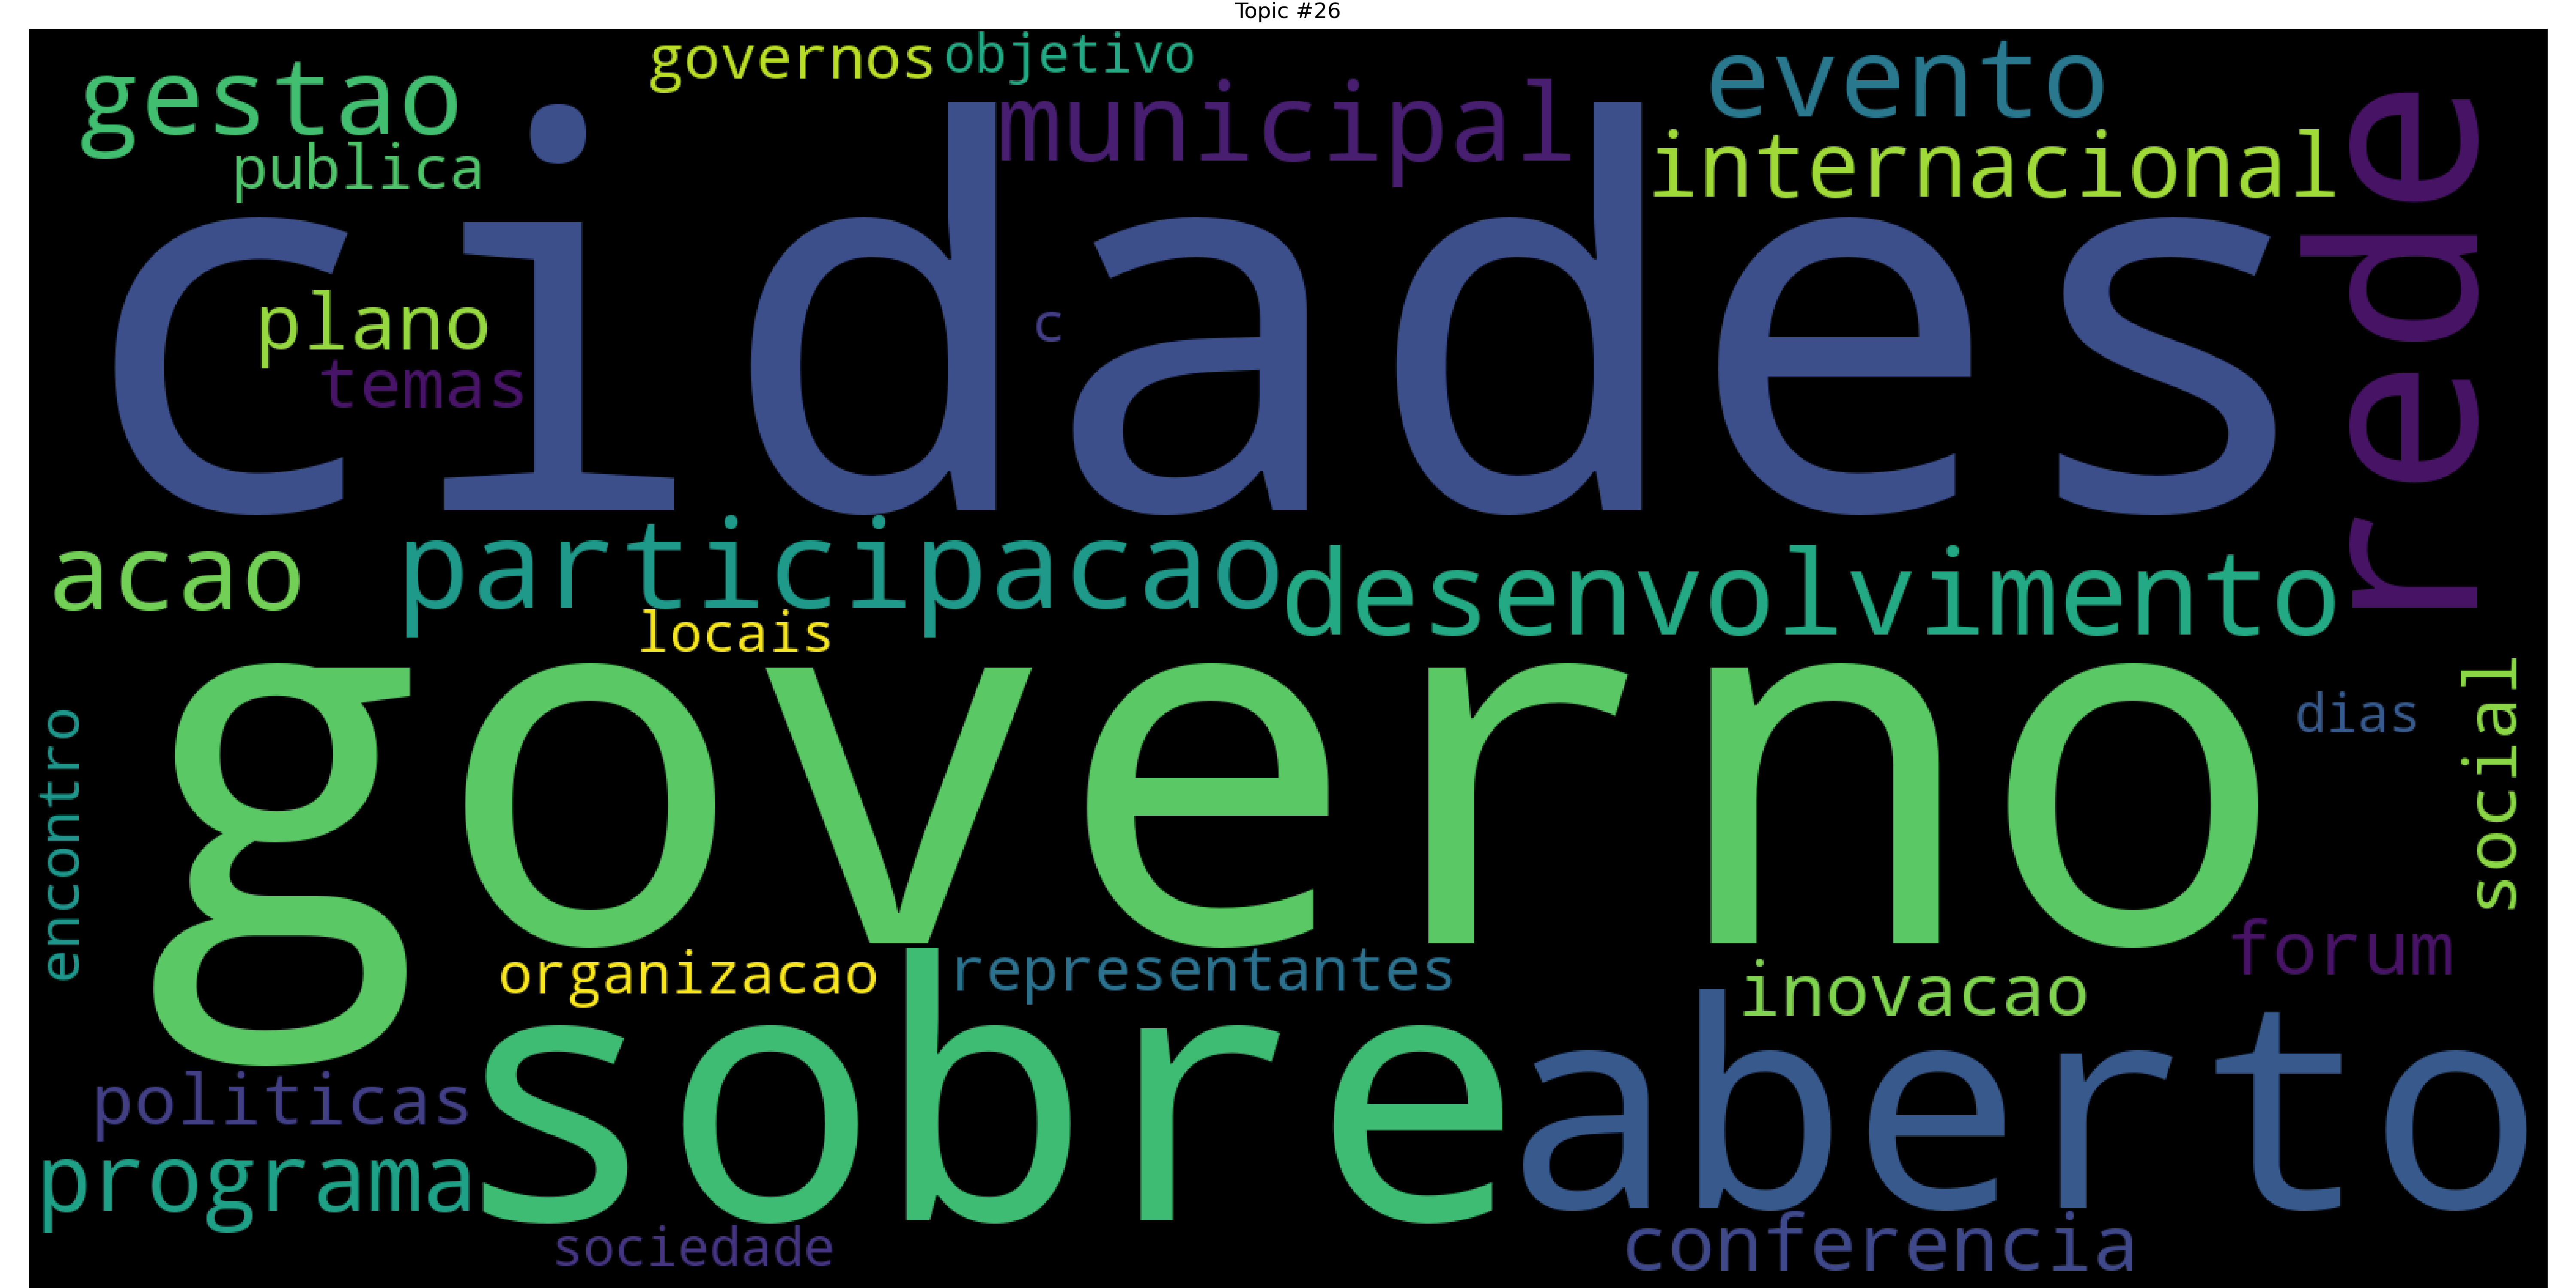 Topic #26
governos objetivo
gestao
evento
municipal
publica
internacional
rede
cidades
plano
c
temas
acao
participacao
desenvolvimento
locais
governo
dias
social
encontro
forum
organizacao
representantes
inovacao
sobre
aberto
politicas
programa
sociedade
conferencia